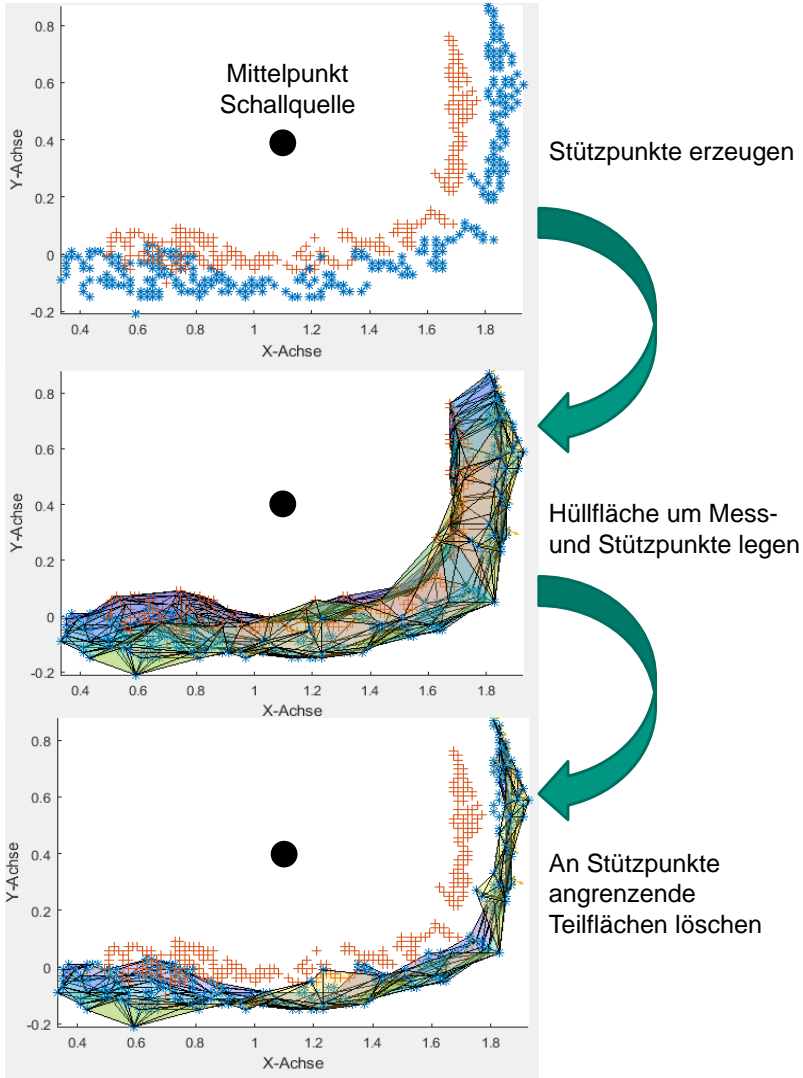 0.8
Mittelpunkt
Schallquelle
0.6
0.4
Y-Achse
0.2
0
-0.2
0.4 0.6 0.8 1 1.2 1.4 1.6 1.8
X-Achse
Stützpunkte erzeugen
0.8
0.6
0.4
Y-Achse
0.2
0
-0.2
0.4 0.6 0.8 1 1.2 1.4 1.6 1.8
X-Achse
Hüllfläche um Mess-
und Stützpunkte legen
0.8
0.6
0.4
Y-Achse
0.2
0
-0.2
0.4 0.6 0.8 1 1.2 1.4 1.6 1.8
X-Achse
An Stützpunkte
angrenzende
Teilflächen löschen